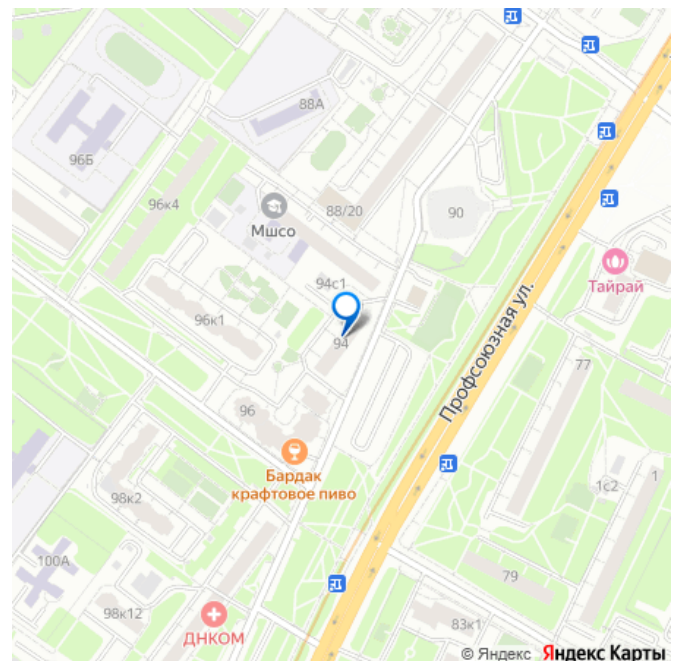 88А
96Б
96к4
Мшсо
88/20
90
Тайрай
94с1
96к1
94
Профсоюзная ул.
77
96
Бардак
крафтовое пиво
98к2
1с2
1
100А
79
98к12
ДНКОМ
83к1
© Яндекс Яндекс Карты